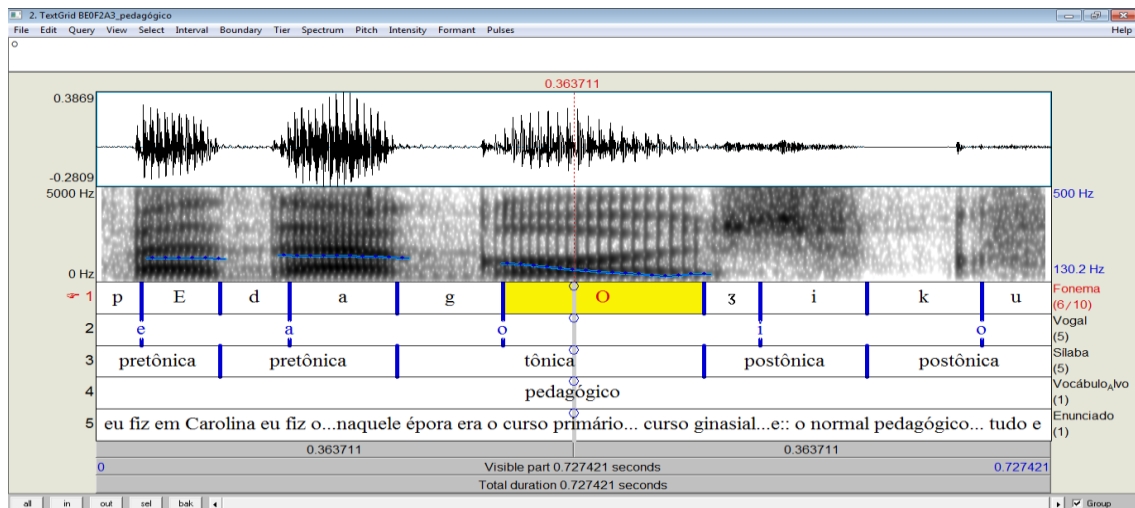 2. TextGrid BE0F2A3_pedagógico
File Edit Query View Select Interval Boundary Tier Spectrum Pitch Intensity Formant Pulses Help
O
0.363711
0.3869
-0.2809
5000 Hz 500 Hz
0 Hz 130.2 Hz
1 p E d a g O ʒ i k u Fonema
(6/10)
2 e a o i o Vogal
(5)
3 pretônica pretônica tônica postônica postônica Sílaba
(5)
4 pedagógico Vocábulo_Alvo
(1)
5 eu fiz em Carolina eu fiz o...naquele épora era o curso primário... curso ginasial...e:: o normal pedagógico... tudo e Enunciado
(1)
0.363711 0.363711
0 Visible part 0.727421 seconds 0.727421
Total duration 0.727421 seconds
all in out sel bak Group